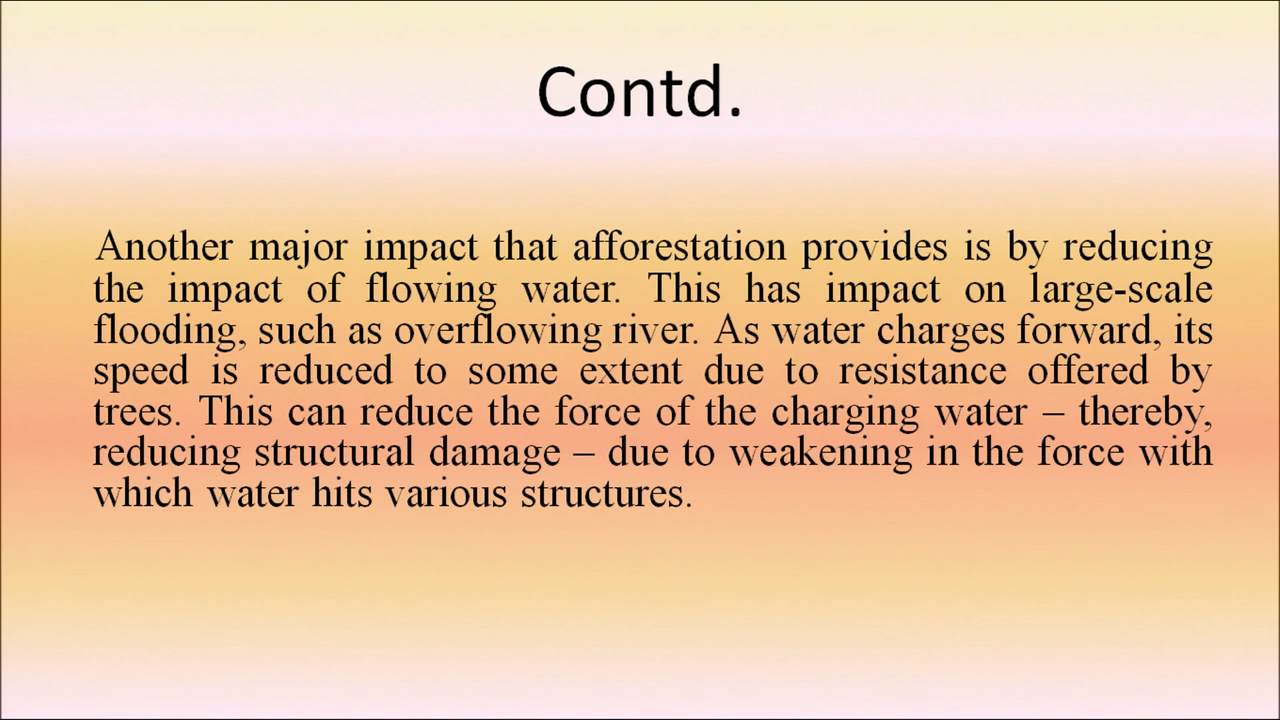 Contd.
Another major impact that afforestation provides is by reducing
the impact of flowing water. This has impact on large-scale
flooding, such as overflowing river. As water charges forward, its
speed is reduced to some extent due to resistance offered by
trees. This can reduce the force of the charging water – thereby,
reducing structural damage – due to weakening in the force with
which water hits various structures.